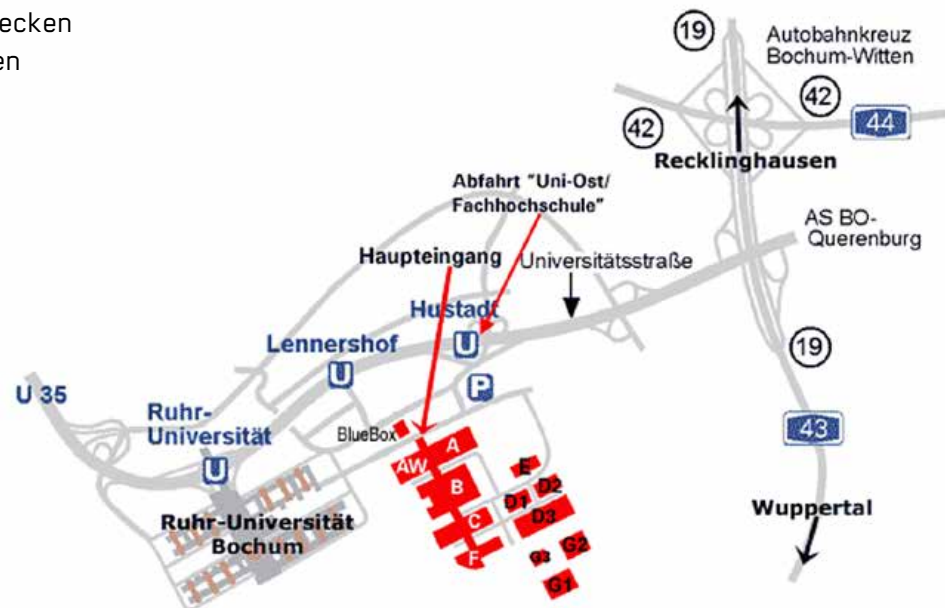 ecken
en
19
Autobahnkreuz
Bochum-Witten
42
42
44
Recklinghausen
Abfahrt "Uni-Ost/
Fachhochschule"
AS BO-
Querenburg
Haupteingang
Universitätsstraße
Hustadt
U
Lennershof
U
19
U 35
P
Ruhr-
Universität
U
43
BlueBox
A
AW
E
B
D2
D1
D3
C
Wuppertal
Ruhr-Universität
Bochum
F
G3
G2
G1